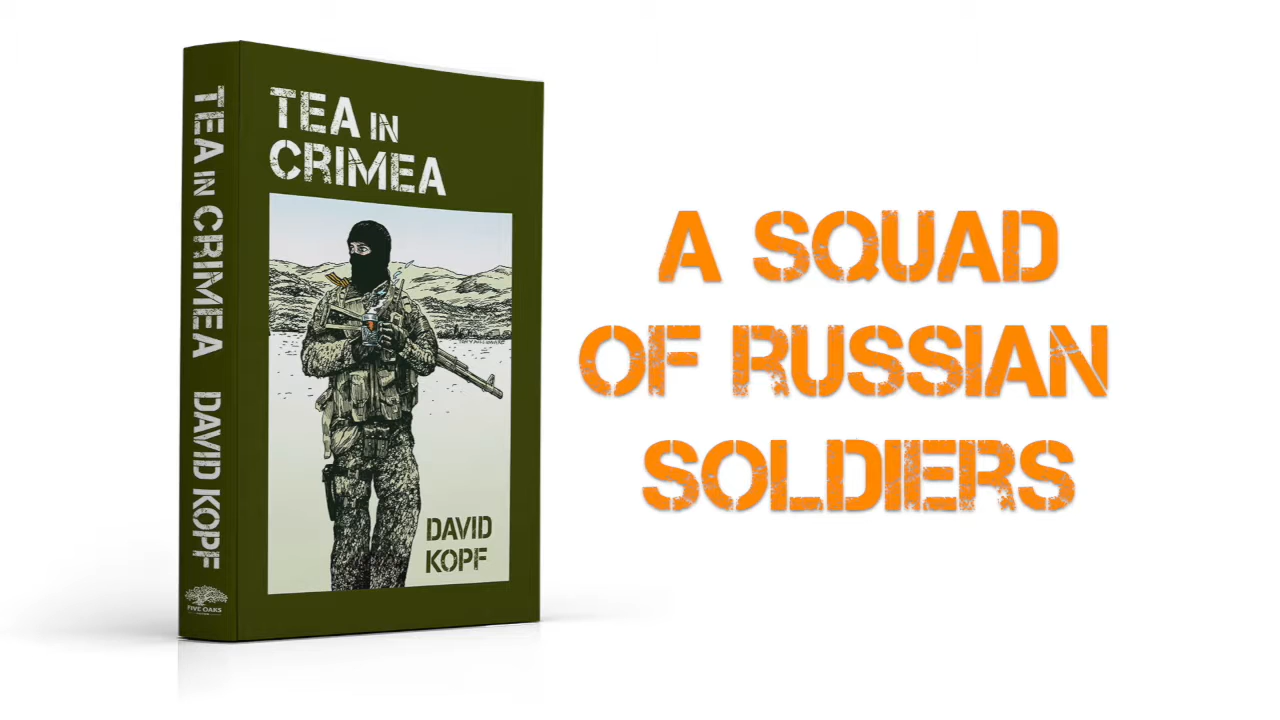 TEA IN CRIMEA
DAVID KOPF
FIVE OAKS
TEA IN
CRIMEA
DAVID
KOPF
A SQUAD
OF RUSSIAN
SOLDIERS